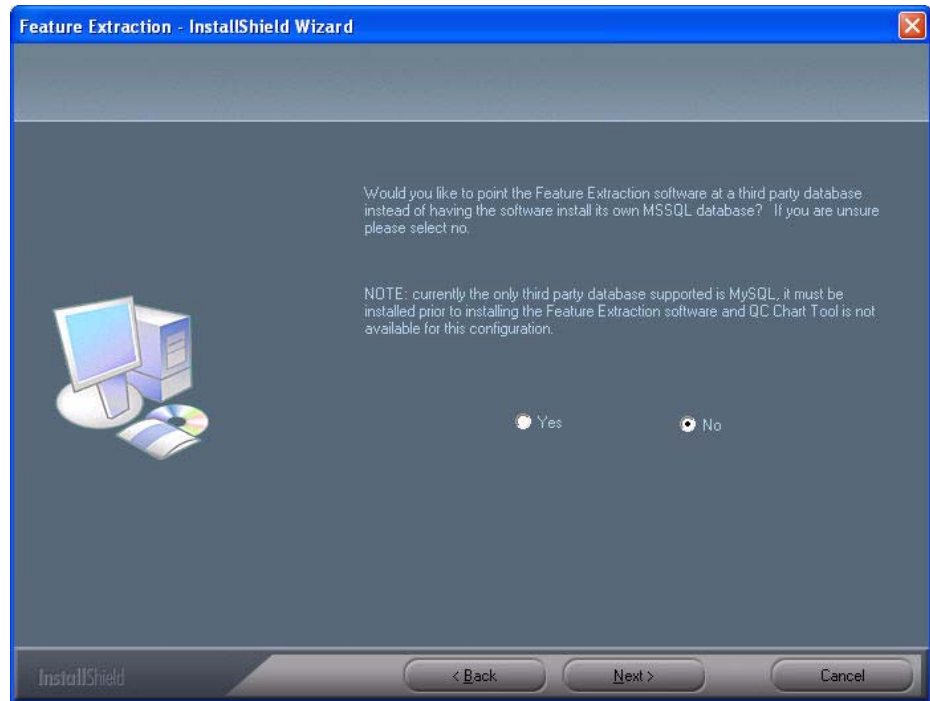 Feature Extraction - InstallShield Wizard
Would you like to point the Feature Extraction software at a third party database
instead of having the software install its own MSSQL database? If you are unsure
please select no.
NOTE: currently the only third party database supported is MySQL, it must be
installed prior to installing the Feature Extraction software and QC Chart Tool is not
available for this configuration.
Yes No
InstallShield < Back Next > Cancel